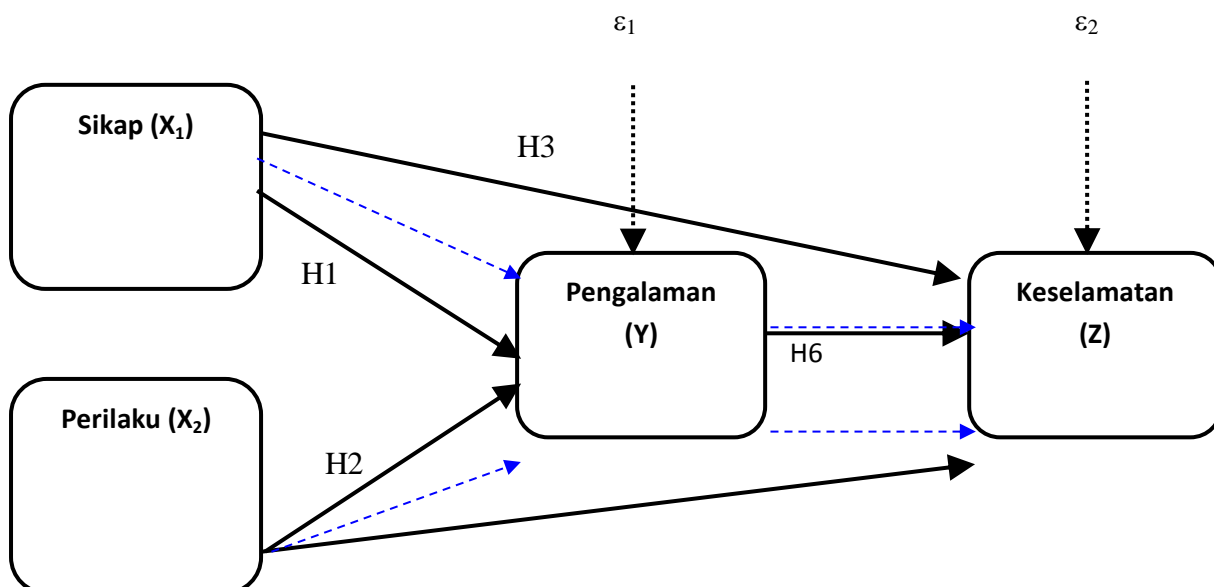 ε₁
ε₂
Sikap (X₁)
H3
H1
Pengalaman
(Y)
Keselamatan
(Z)
H6
Perilaku (X₂)
H2